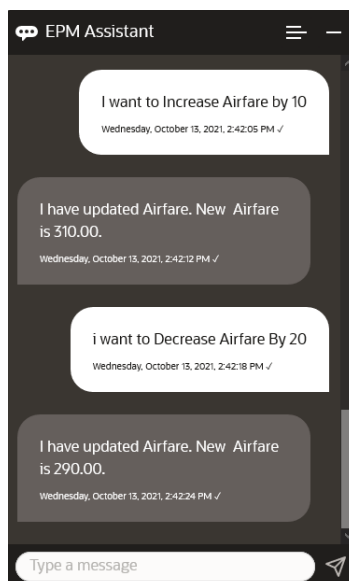 EPM Assistant
I want to Increase Airfare by 10
Wednesday, October 13, 2021, 2:42:05 PM ✓
I have updated Airfare. New Airfare
is 310.00.
Wednesday, October 13, 2021, 2:42:12 PM ✓
i want to Decrease Airfare By 20
Wednesday, October 13, 2021, 2:42:18 PM ✓
I have updated Airfare. New Airfare
is 290.00.
Wednesday, October 13, 2021, 2:42:24 PM ✓
Type a message